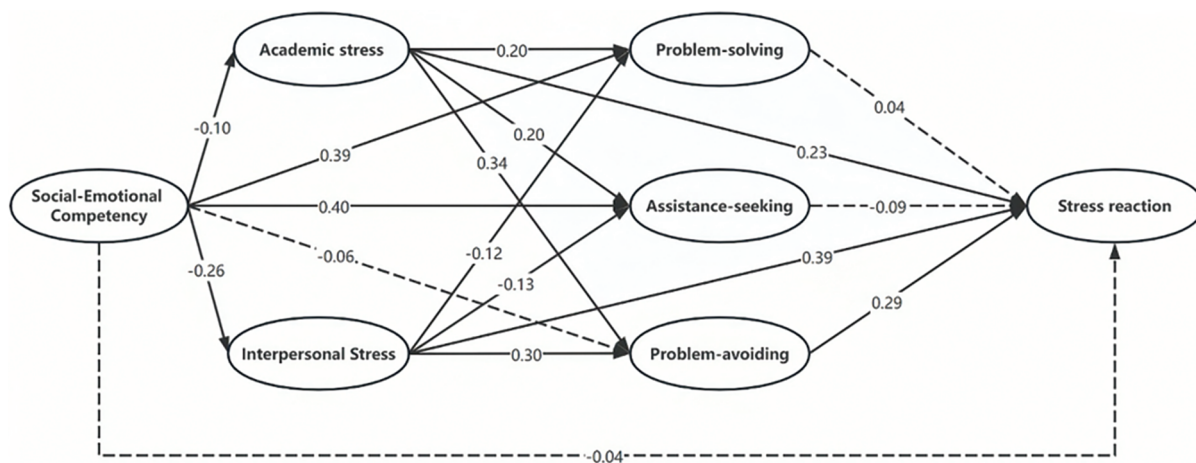 Academic stress
Problem-solving
0.20
0.04
-0.10
0.20
0.39
0.34
0.23
Social-Emotional
Competency
0.40
Assistance-seeking
-0.09
Stress reaction
-0.06
-0.12
0.39
-0.26
-0.13
0.29
Interpersonal Stress
0.30
Problem-avoiding
-0.04